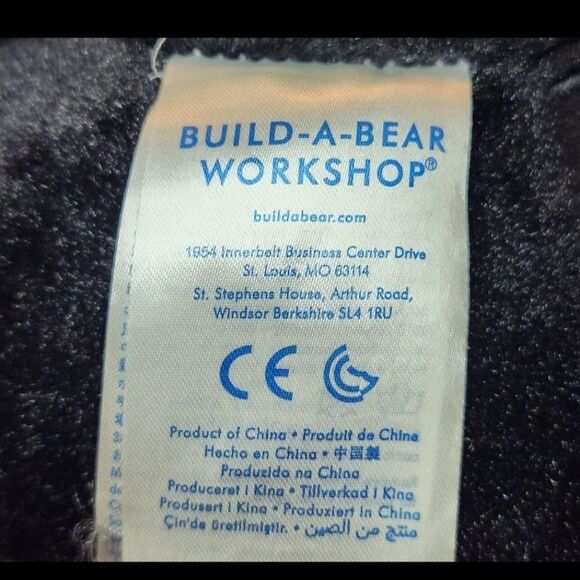 BUILD-A-BEAR
WORKSHOP®
buildabear.com
1954 Innerbelt Business Center Drive
St. Louis, MO 63114
St. Stephens House, Arthur Road,
Windsor Berkshire SL4 1RU
CE
Product of China • Produit de Chine
Hecho en China • 中国製
Produzido na China
Produceret i Kina • Tillverkad i Kina
Produsert i Kina • Produziert in China
Çin'de üretilmiştir. • منتج من الصين